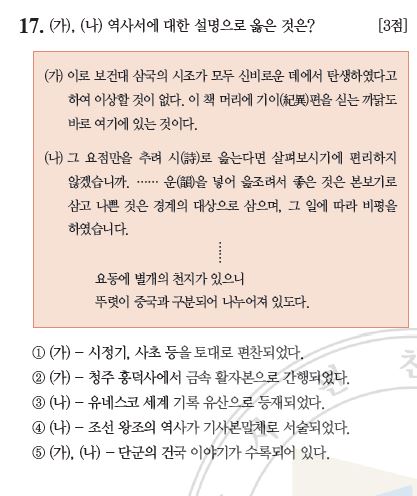 17. (가), (나) 역사서에 대한 설명으로 옳은 것은? [3점]
(가) 이로 보건대 삼국의 시조가 모두 신비로운 데에서 탄생하였다고
하여 이상할 것이 없다. 이 책 머리에 기이(紀異)편을 싣는 까닭도
바로 여기에 있는 것이다.
(나) 그 요점만을 추려 시(詩)로 읊는다면 살펴보시기에 편리하지
않겠습니까. …… 운(韻)을 넣어 읊조려서 좋은 것은 본보기로
삼고 나쁜 것은 경계의 대상으로 삼으며, 그 일에 따라 비평을
하였습니다.
⋮
요동에 별개의 천지가 있으니
뚜렷이 중국과 구분되어 나누어져 있도다.
① (가) – 시정기, 사초 등을 토대로 편찬되었다.
② (가) – 청주 흥덕사에서 금속 활자본으로 간행되었다.
③ (나) – 유네스코 세계 기록 유산으로 등재되었다.
④ (나) – 조선 왕조의 역사가 기사본말체로 서술되었다.
⑤ (가), (나) – 단군의 건국 이야기가 수록되어 있다.